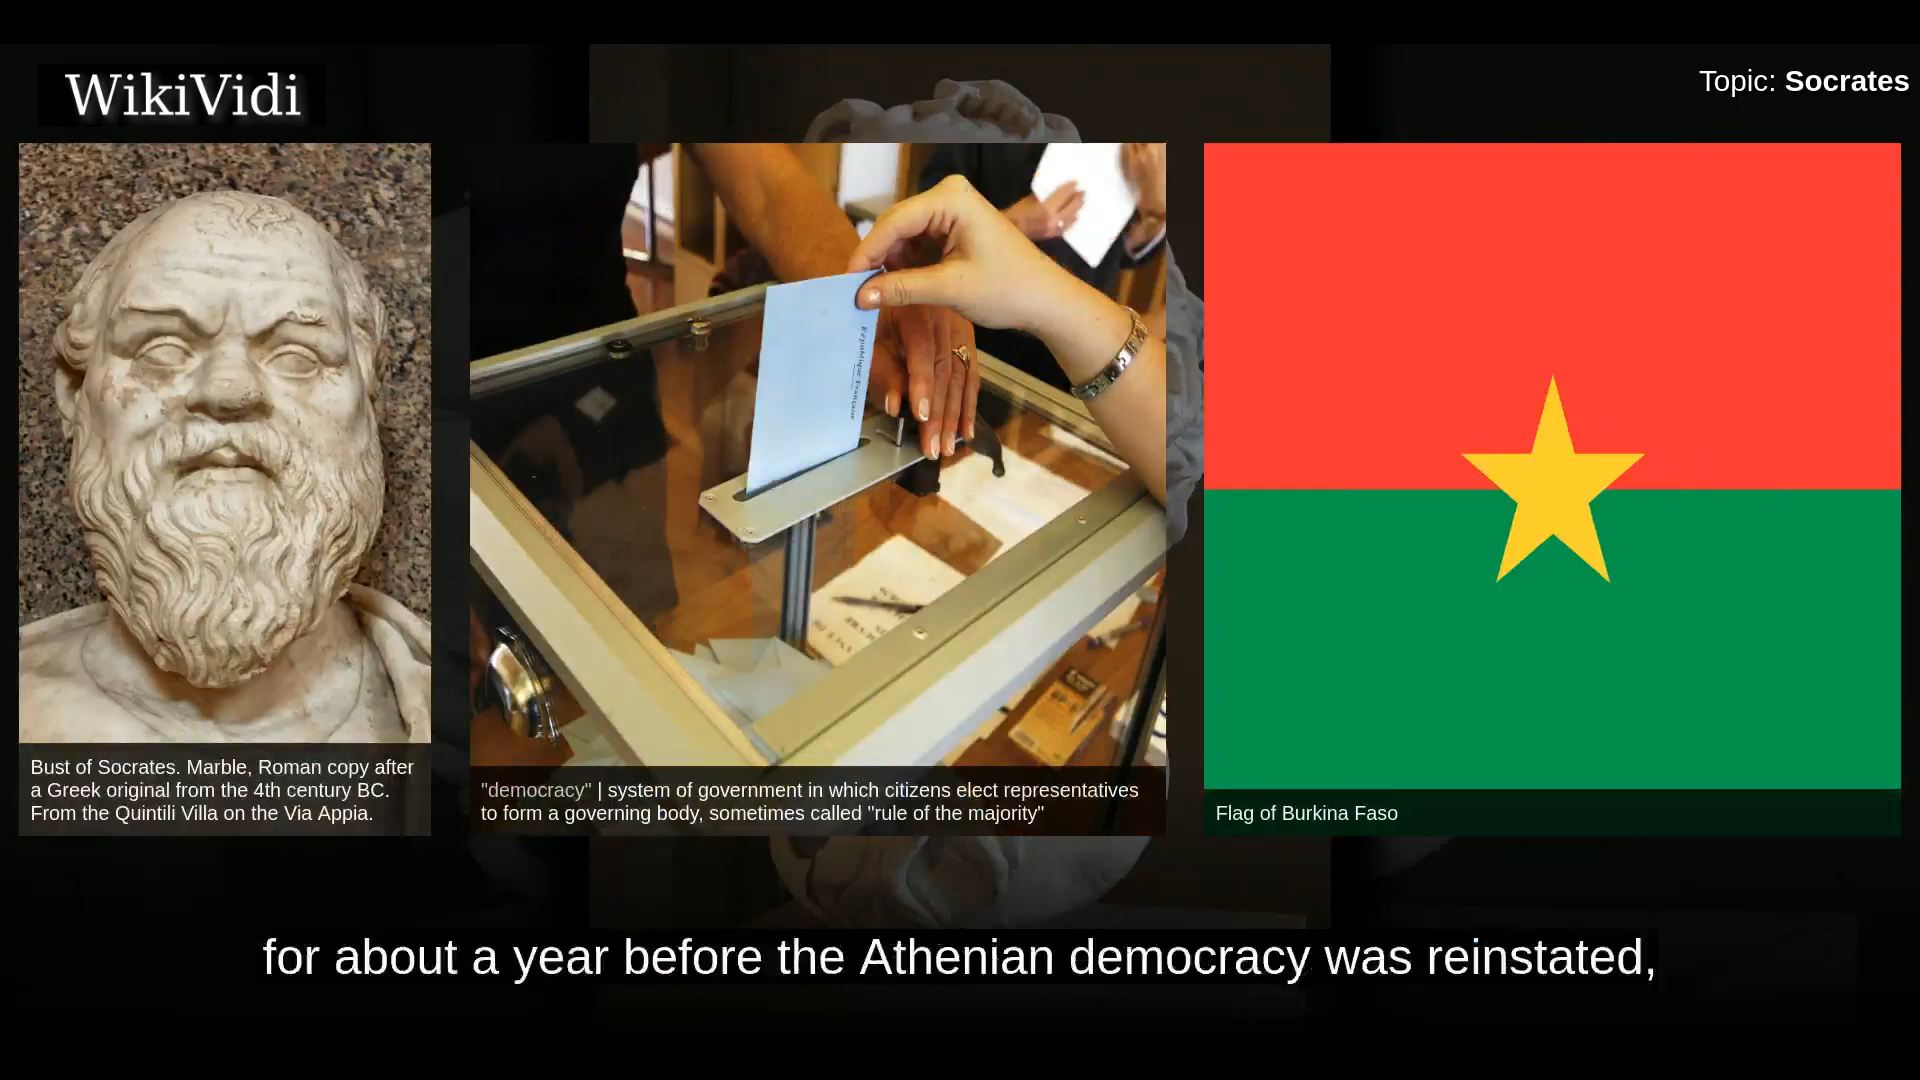 WikiVidi
Topic: Socrates
République Française
Bust of Socrates. Marble, Roman copy after
a Greek original from the 4th century BC.
From the Quintili Villa on the Via Appia.
"democracy" | system of government in which citizens elect representatives
to form a governing body, sometimes called "rule of the majority"
Flag of Burkina Faso
for about a year before the Athenian democracy was reinstated,